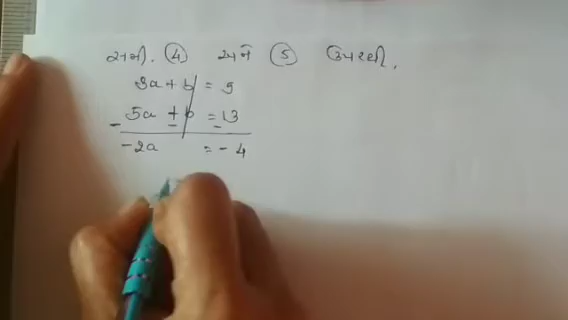 સમી. ④ અને ⑤ ઉપરથી,
3a + b = 9
- 5a ± b = - 13
-2a = - 4